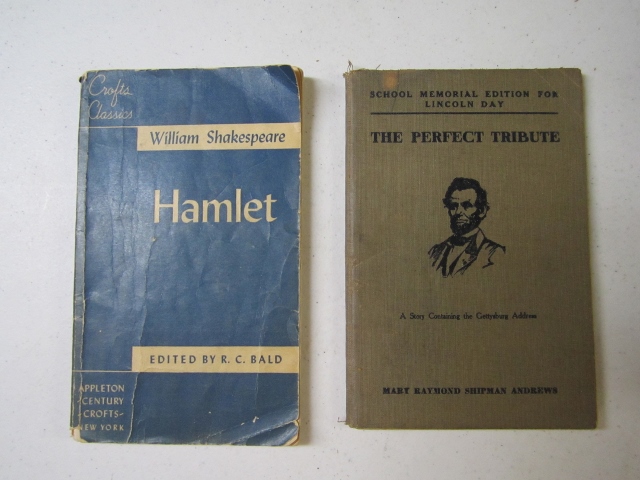 Crofts
Classics
William Shakespeare
Hamlet
EDITED BY R. C. BALD
APPLETON
CENTURY
CROFTS
NEW YORK
SCHOOL MEMORIAL EDITION FOR
LINCOLN DAY
THE PERFECT TRIBUTE
A Story Containing the Gettysburg Address
MARY RAYMOND SHIPMAN ANDREWS